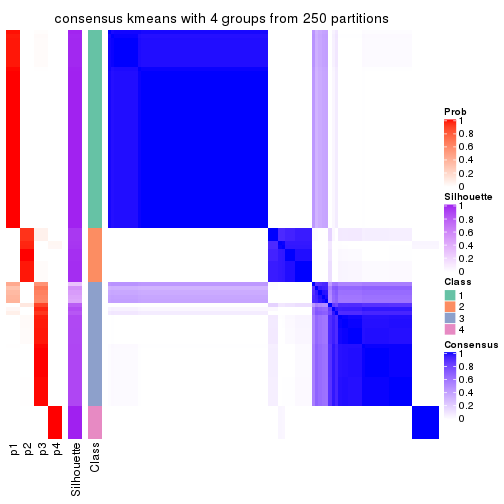 consensus kmeans with 4 groups from 250 partitions
Prob
1
0.8
0.6
0.4
0.2
0
Silhouette
1
0.8
0.6
0.4
0.2
0
Class
1
2
3
4
Consensus
1
0.8
0.6
0.4
0.2
0
p1
p2
p3
p4
Silhouette
Class